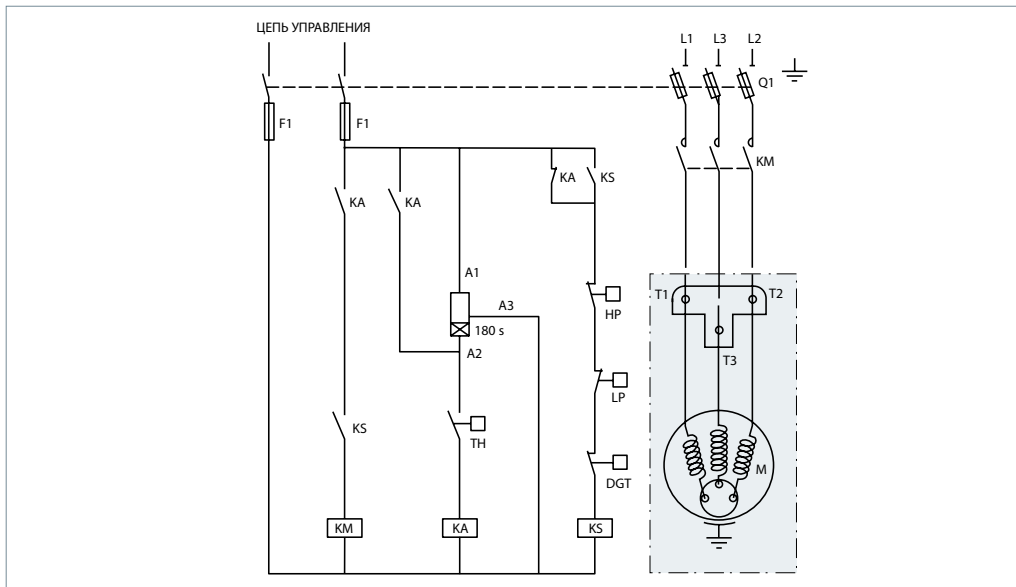 ЦЕПЬ УПРАВЛЕНИЯ
L1 L3 L2
Q1
F1 F1
KM
KA KS
KA KA
A1
T1 T2
A3
HP
180 s
A2
T3
LP
KS
TH
M
DGT
KM KA KS